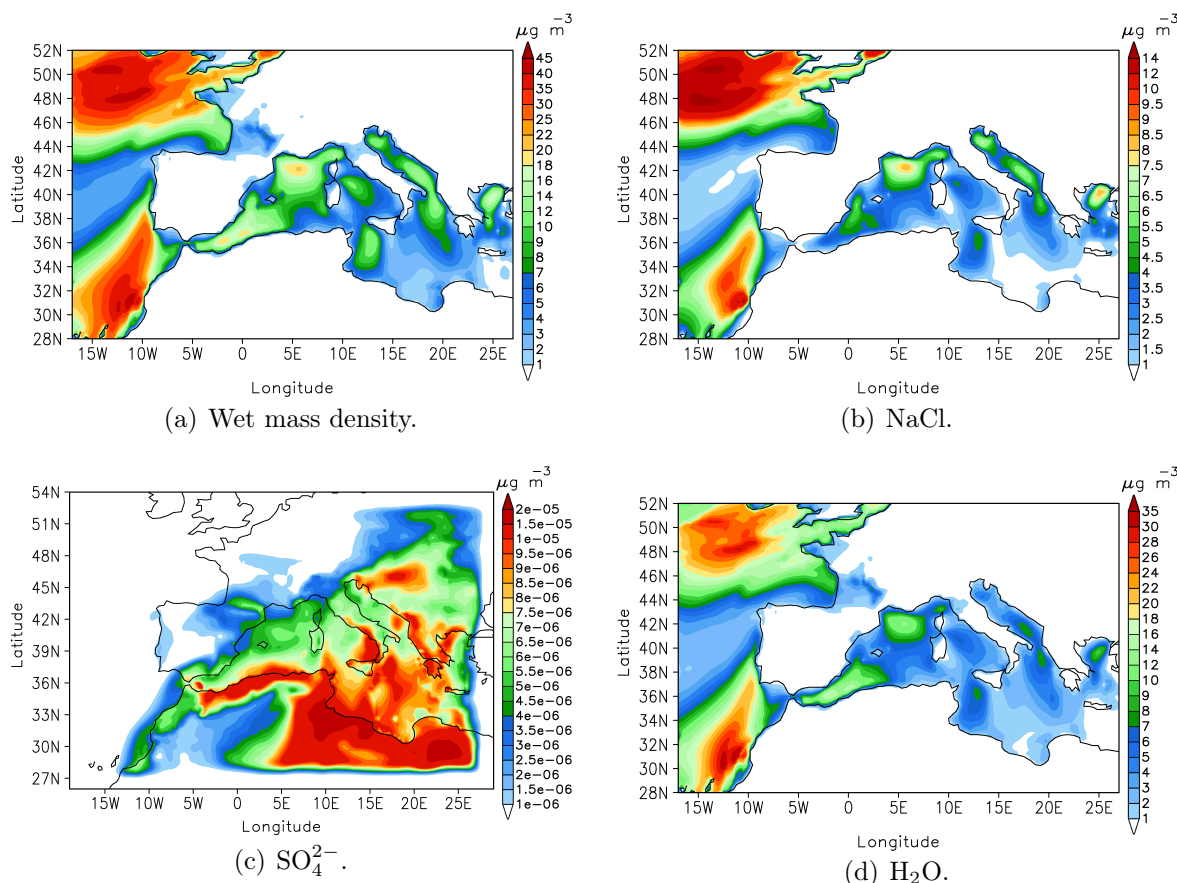 μg m⁻³
52N
50N
48N
46N
44N
42N
40N
38N
36N
34N
32N
30N
28N
Latitude
15W 10W 5W 0 5E 10E 15E 20E 25E
Longitude
45
40
35
30
25
22
20
18
16
14
12
10
9
8
7
6
5
4
3
2
1
(a) Wet mass density.
μg m⁻³
52N
50N
48N
46N
44N
42N
40N
38N
36N
34N
32N
30N
28N
Latitude
15W 10W 5W 0 5E 10E 15E 20E 25E
Longitude
14
12
10
9.5
9
8.5
8
7.5
7
6.5
6
5.5
5
4.5
4
3.5
3
2.5
2
1.5
1
(b) NaCl.
μg m⁻³
54N
51N
48N
45N
42N
39N
36N
33N
30N
27N
Latitude
15W 10W 5W 0 5E 10E 15E 20E 25E
Longitude
2e-05
1.5e-05
1e-05
9.5e-06
9e-06
8.5e-06
8e-06
7.5e-06
7e-06
6.5e-06
6e-06
5.5e-06
5e-06
4.5e-06
4e-06
3.5e-06
3e-06
2.5e-06
2e-06
1.5e-06
1e-06
(c) SO₄²⁻.
μg m⁻³
52N
50N
48N
46N
44N
42N
40N
38N
36N
34N
32N
30N
28N
Latitude
15W 10W 5W 0 5E 10E 15E 20E 25E
Longitude
35
30
28
26
24
22
20
18
16
14
12
10
9
8
7
6
5
4
3
2
1
(d) H₂O.